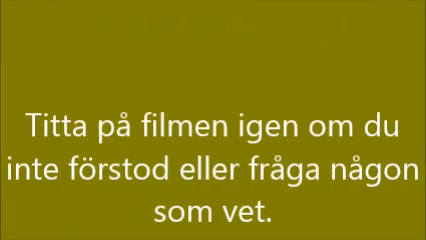 Titta på filmen igen om du
inte förstod eller fråga någon
som vet.